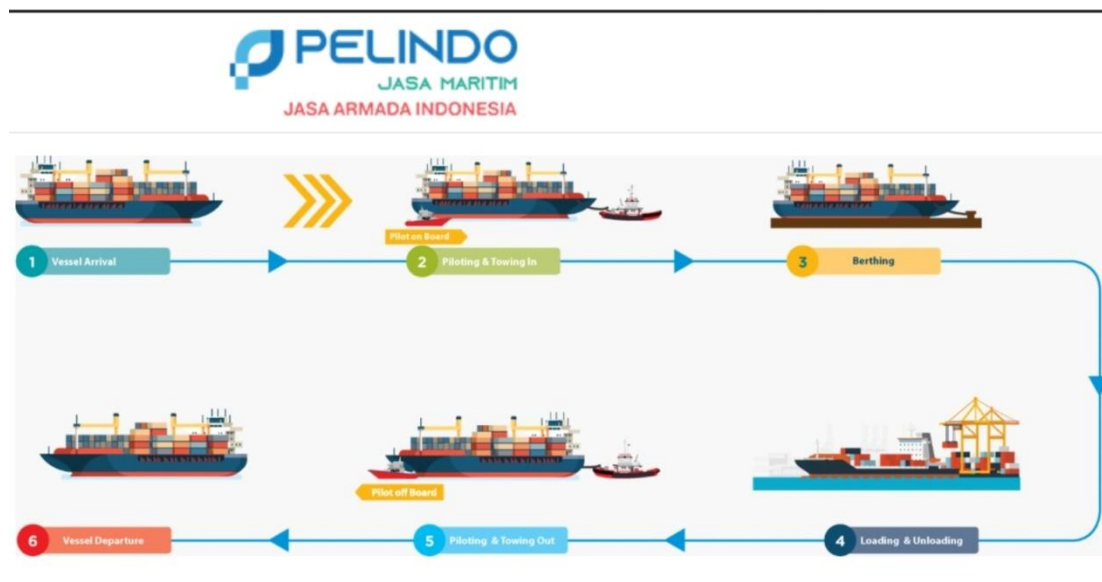 PELINDO
JASA MARITIM
JASA ARMADA INDONESIA
Pilot on Board
1 Vessel Arrival
2 Piloting & Towing In
3 Berthing
Pilot off Board
6 Vessel Departure
5 Piloting & Towing Out
4 Loading & Unloading